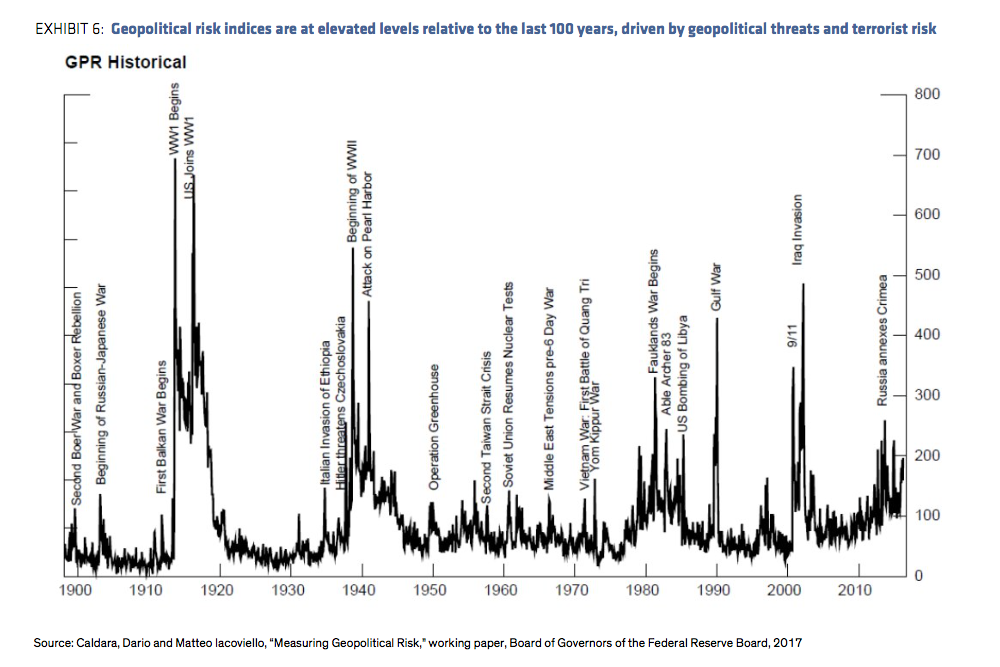 EXHIBIT 6: Geopolitical risk indices are at elevated levels relative to the last 100 years, driven by geopolitical threats and terrorist risk
GPR Historical
Second Boer War and Boxer Rebellion
Beginning of Russian-Japanese War
First Balkan War Begins
WW1 Begins
US Joins WW1
Italian Invasion of Ethiopia
Hitler threatens Czechoslovakia
Beginning of WWII
Attack on Pearl Harbor
Operation Greenhouse
Second Taiwan Strait Crisis
Soviet Union Resumes Nuclear Tests
Middle East Tensions pre-6 Day War
Vietnam War: First Battle of Quang Tri
Yom Kippur War
Fauklands War Begins
Able Archer 83
US Bombing of Libya
Gulf War
9/11
Iraq Invasion
Russia annexes Crimea
800
700
600
500
400
300
200
100
0
1900 1910 1920 1930 1940 1950 1960 1970 1980 1990 2000 2010
Source: Caldara, Dario and Matteo Iacoviello, "Measuring Geopolitical Risk," working paper, Board of Governors of the Federal Reserve Board, 2017